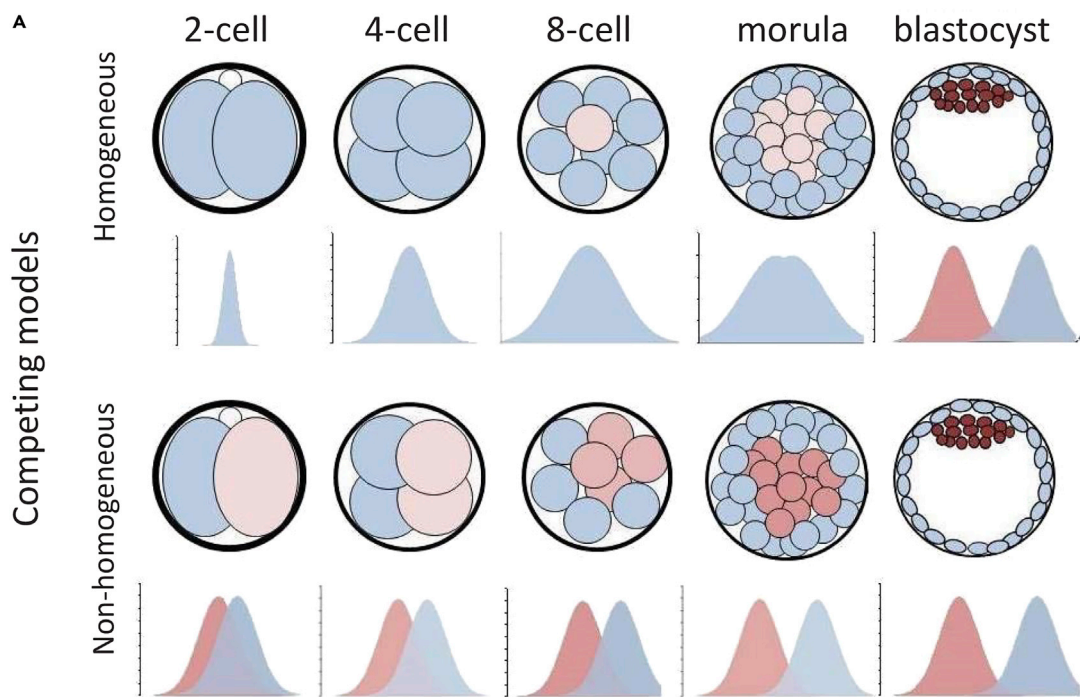 A
2-cell 4-cell 8-cell morula blastocyst
Homogeneous
Competing models
Non-homogeneous